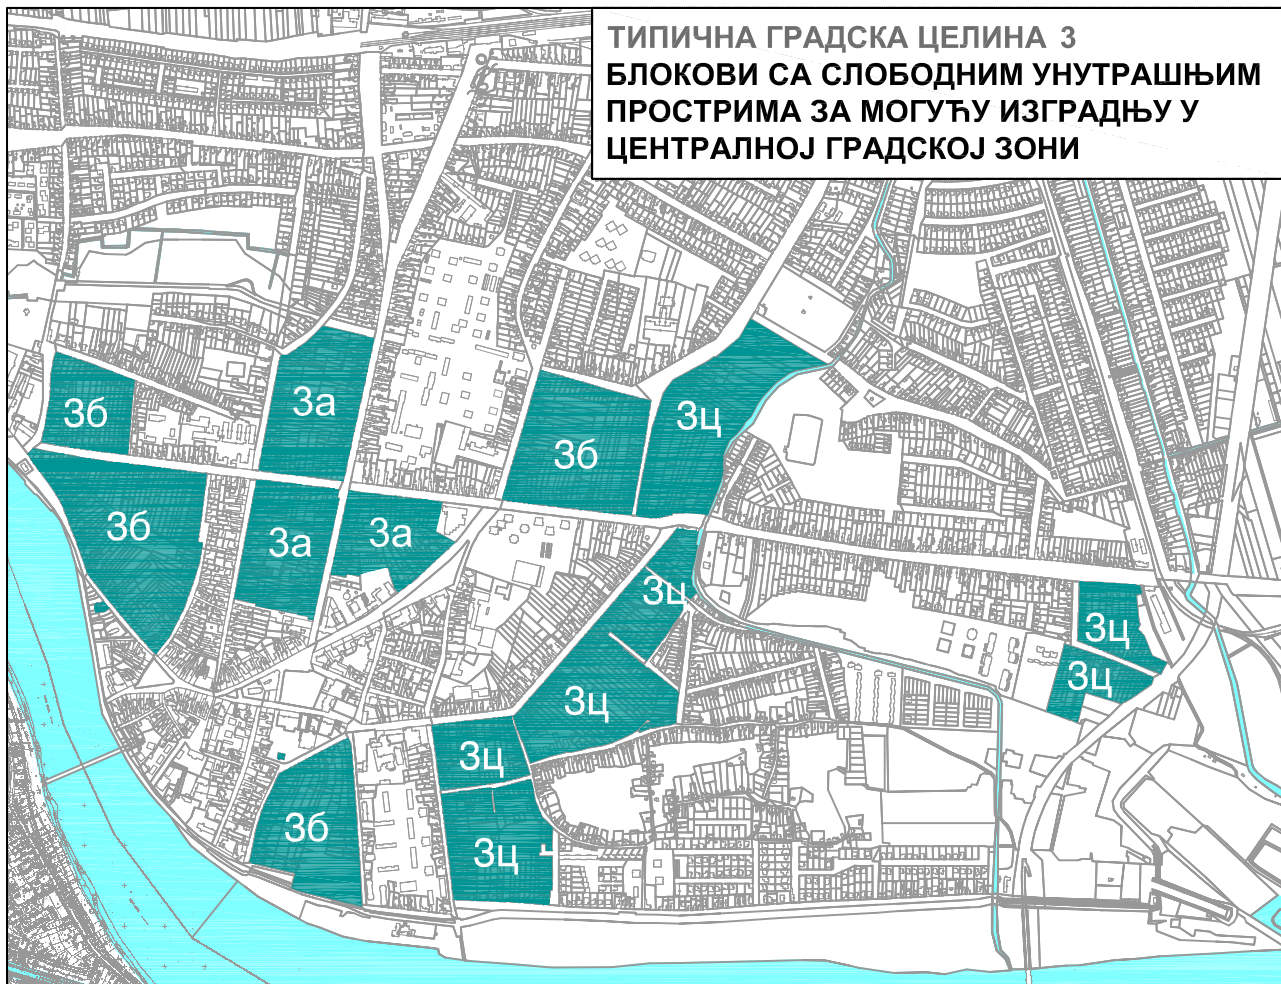 ТИПИЧНА ГРАДСКА ЦЕЛИНА 3
БЛОКОВИ СА СЛОБОДНИМ УНУТРАШЊИМ
ПРОСТРИМА ЗА МОГУЋУ ИЗГРАДЊУ У
ЦЕНТРАЛНОЈ ГРАДСКОЈ ЗОНИ
3б
3а
3ц
3б
3б
3а
3а
3ц
3ц
3ц
3ц
3ц
3б
3ц